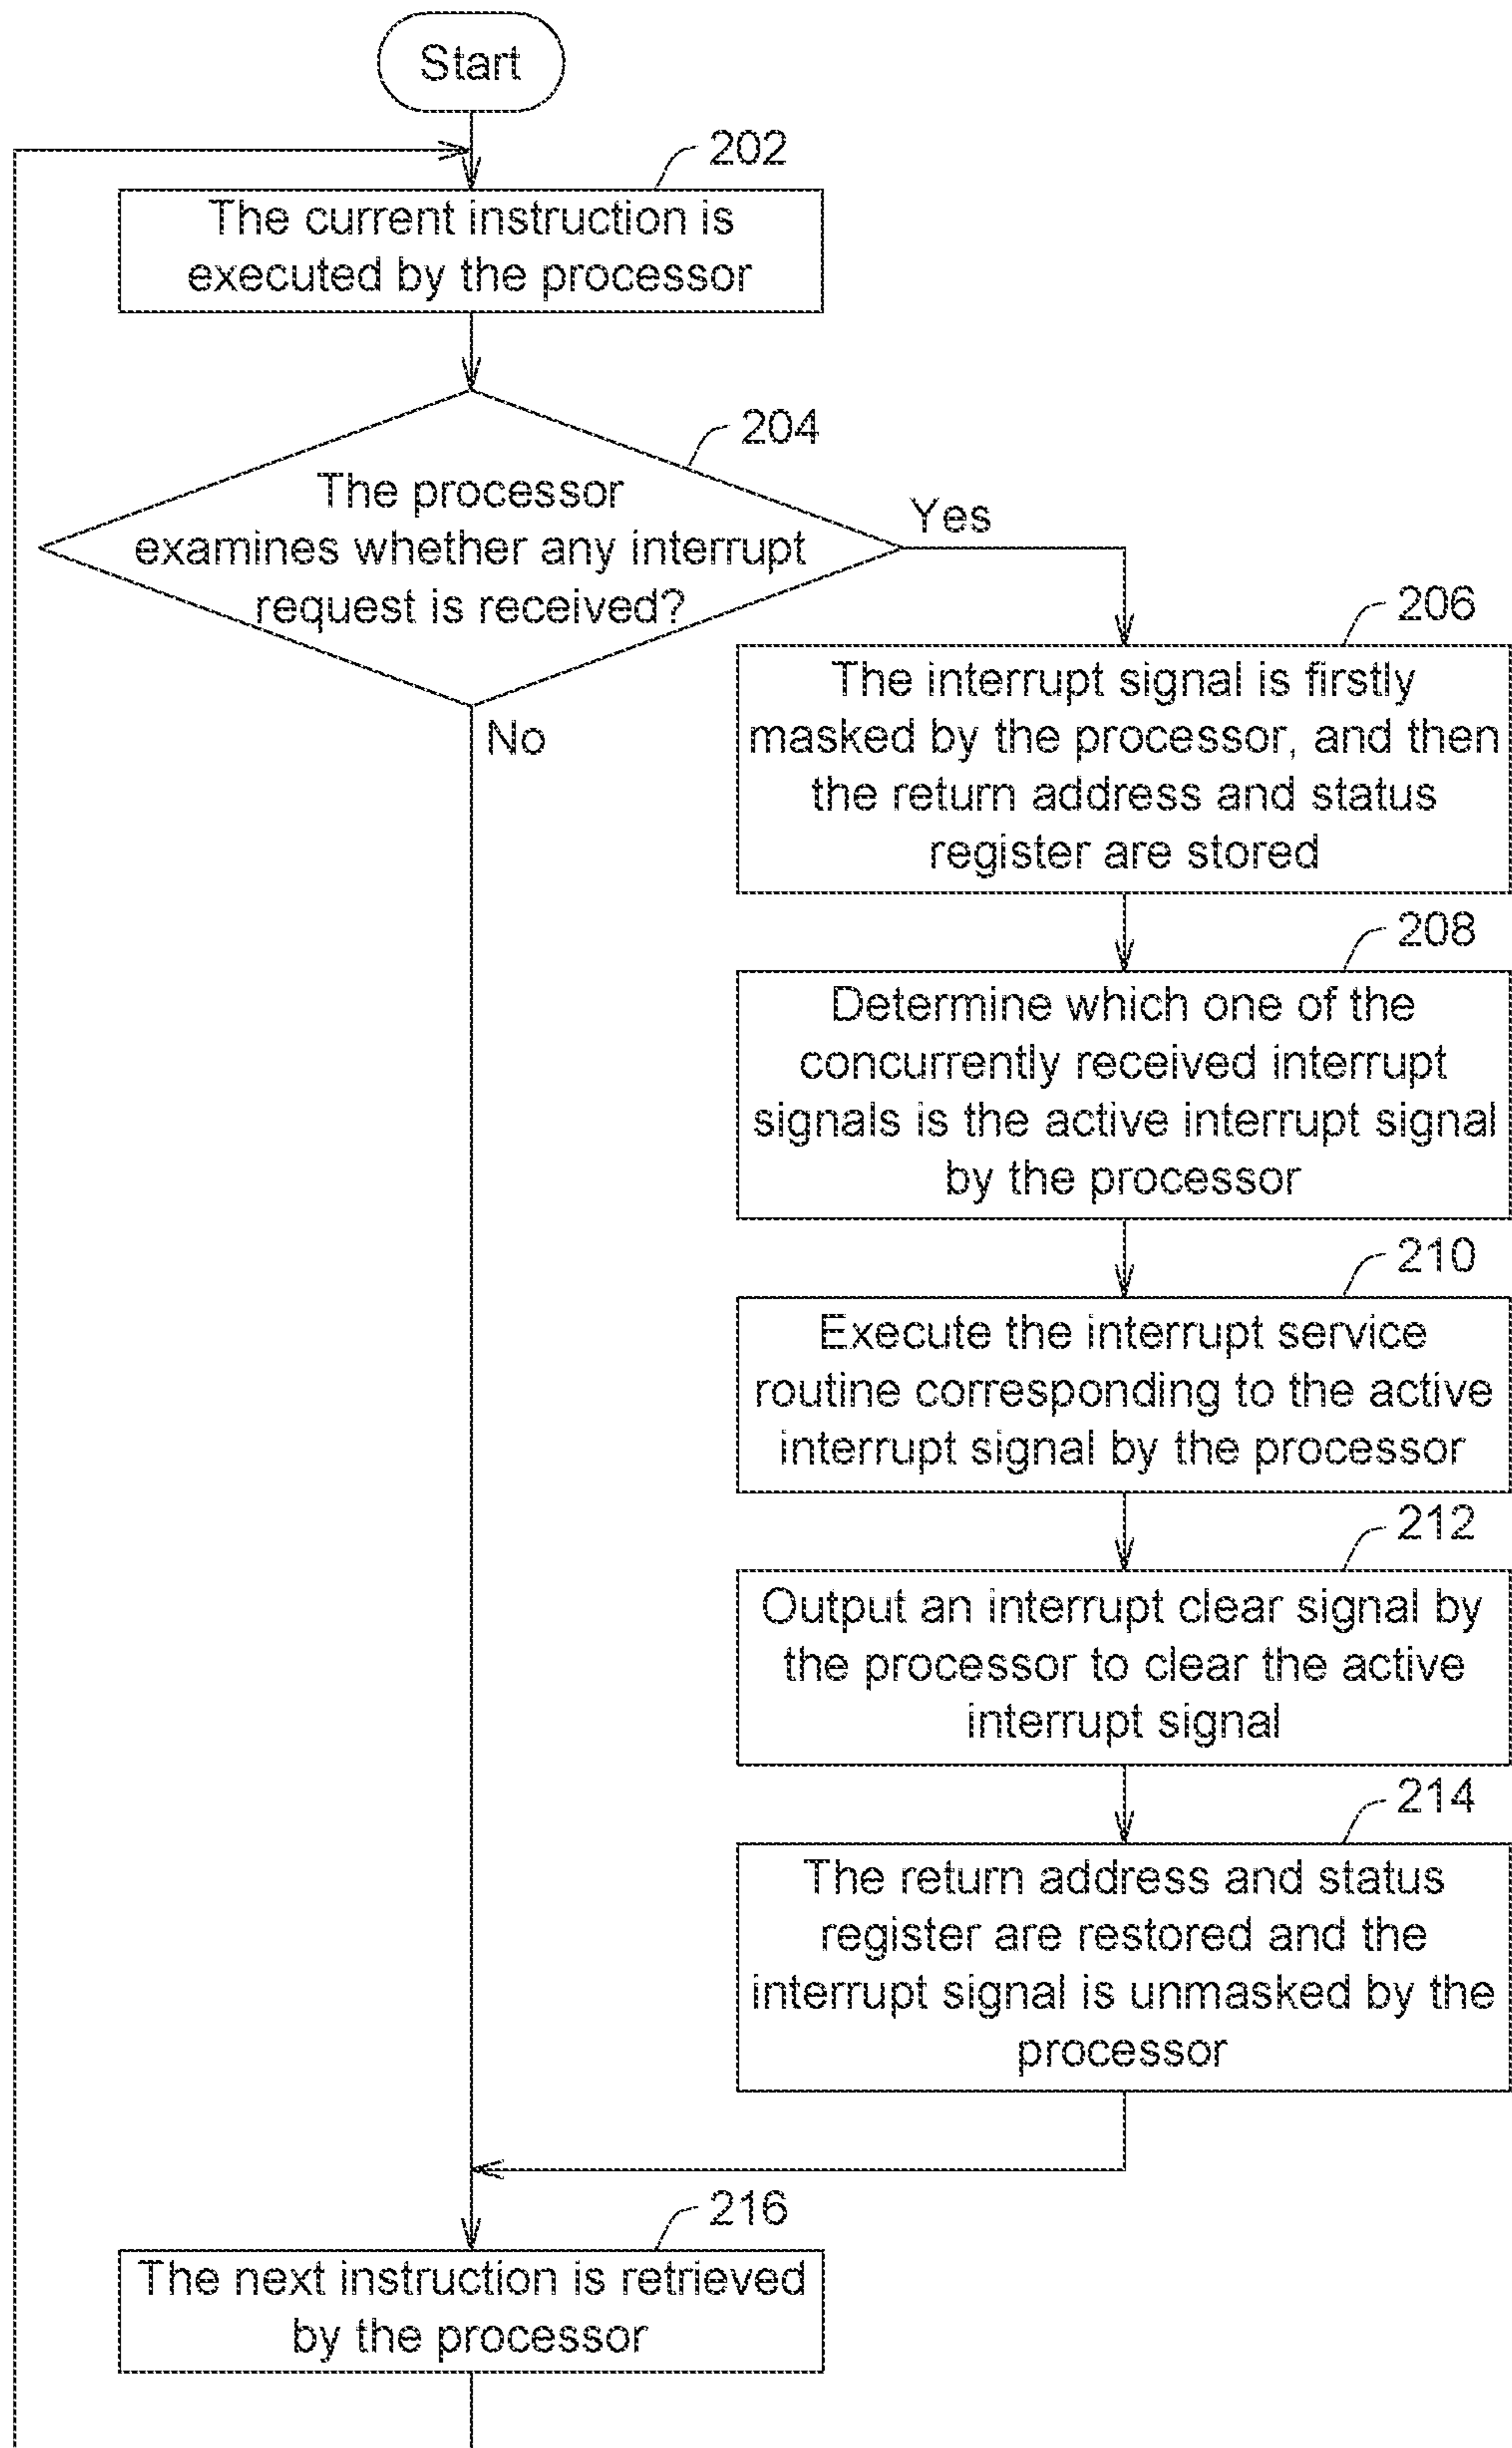 Start
202
The current instruction is
executed by the processor
204
The processor
examines whether any interrupt
request is received?
Yes
No
206
The interrupt signal is firstly
masked by the processor, and then
the return address and status
register are stored
208
Determine which one of the
concurrently received interrupt
signals is the active interrupt signal
by the processor
210
Execute the interrupt service
routine corresponding to the active
interrupt signal by the processor
212
Output an interrupt clear signal by
the processor to clear the active
interrupt signal
214
The return address and status
register are restored and the
interrupt signal is unmasked by the
processor
216
The next instruction is retrieved
by the processor